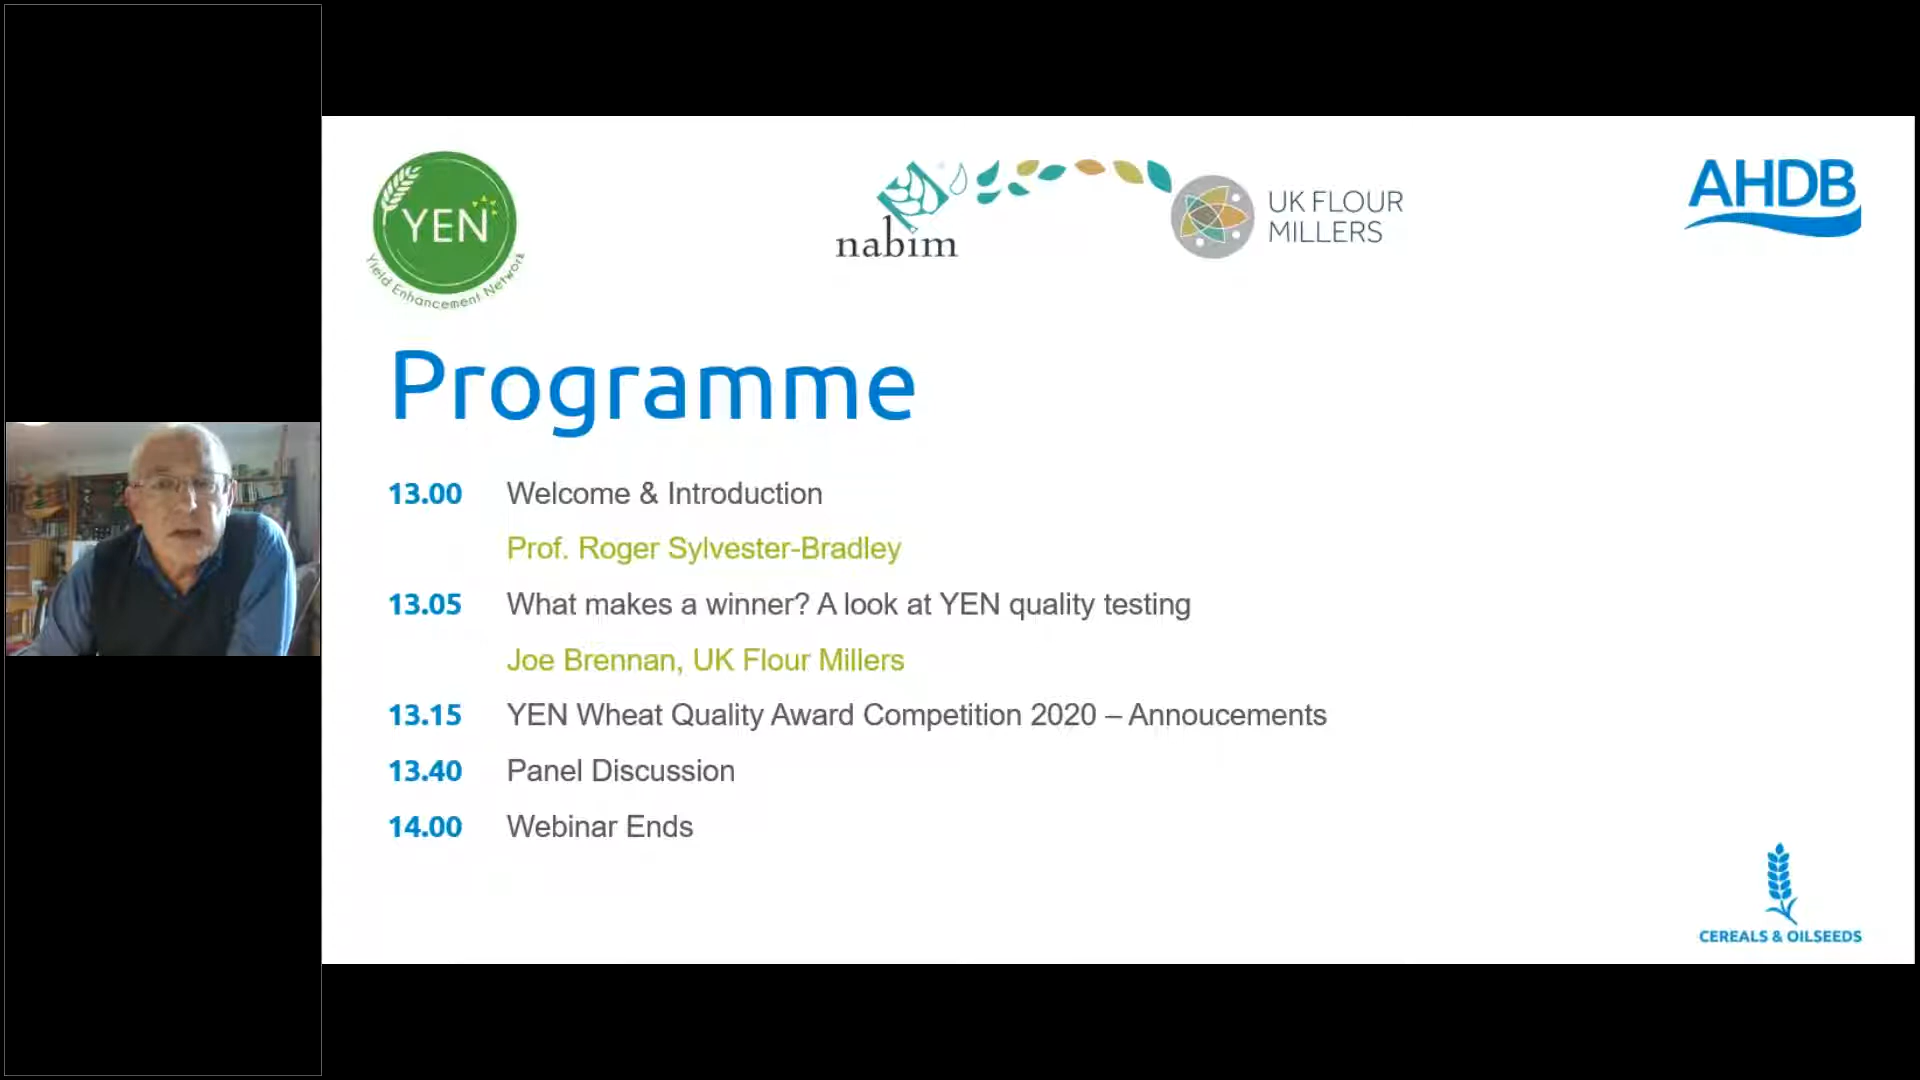 YEN
Yield Enhancement Network
nabim
UK FLOUR
MILLERS
AHDB
Programme
13.00 Welcome & Introduction
Prof. Roger Sylvester-Bradley
13.05 What makes a winner? A look at YEN quality testing
Joe Brennan, UK Flour Millers
13.15 YEN Wheat Quality Award Competition 2020 – Annoucements
13.40 Panel Discussion
14.00 Webinar Ends
CEREALS & OILSEEDS